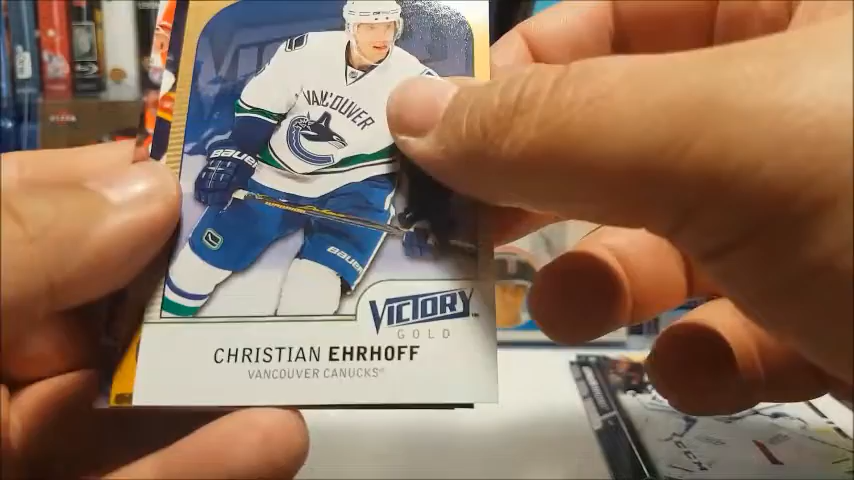 VANCOUVER
VICTORY
GOLD
CHRISTIAN EHRHOFF
VANCOUVER CANUCKS